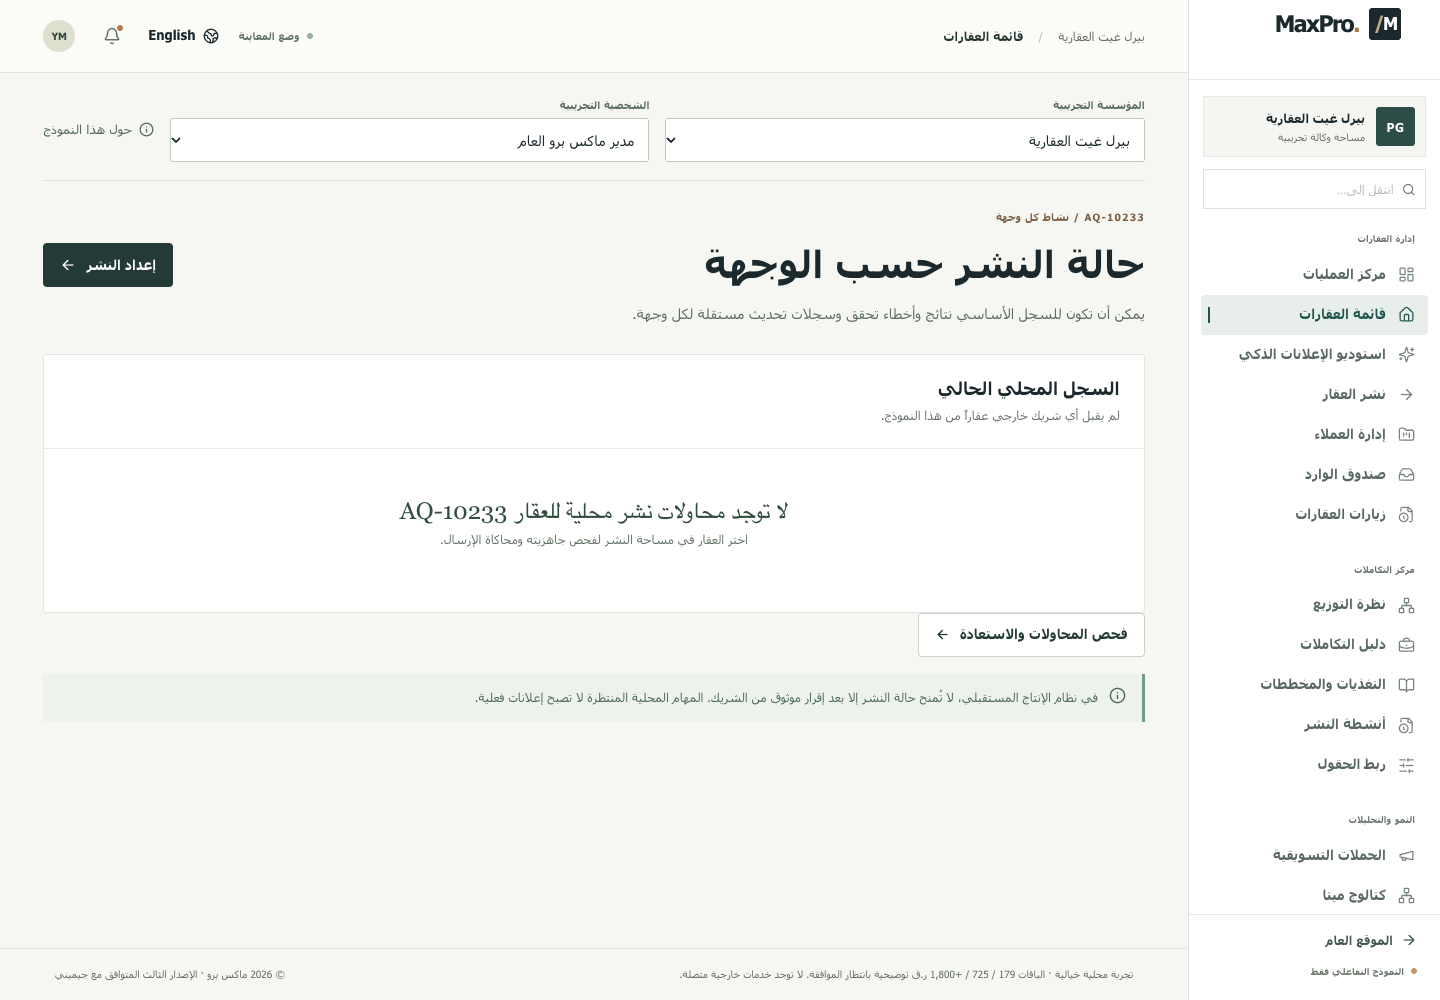 /M MaxPro.
بيرل غيت العقارية
مساحة وكالة تجريبية
PG
انتقل إلى...
إدارة العقارات
مركز العمليات
قائمة العقارات
استوديو الإعلانات الذكي
نشر العقار
إدارة العملاء
صندوق الوارد
زيارات العقارات
مركز التكاملات
نظرة التوزيع
دليل التكاملات
التغذيات والمخططات
أنشطة النشر
ربط الحقول
النمو والتحليلات
الحملات التسويقية
كتالوج ميتا
الموقع العام
النموذج التفاعلي فقط
بيرل غيت العقارية / قائمة العقارات
وضع المعاينة
English
YM
المؤسسة التجريبية
بيرل غيت العقارية
الشخصية التجريبية
مدير ماكس برو العام
حول هذا النموذج
AQ-10233 / نشاط كل وجهة
حالة النشر حسب الوجهة
إعداد النشر
يمكن أن تكون للسجل الأساسي نتائج وأخطاء تحقق وسجلات تحديث مستقلة لكل وجهة.
السجل المحلي الحالي
لم يقبل أي شريك خارجي عقاراً من هذا النموذج.
لا توجد محاولات نشر محلية للعقار AQ-10233
اختر العقار في مساحة النشر لفحص جاهزيته ومحاكاة الإرسال.
فحص المحاولات والاستعادة
في نظام الإنتاج المستقبلي، لا تُمنح حالة النشر إلا بعد إقرار موثوق من الشريك. المهام المحلية المنتظرة لا تصبح إعلانات فعلية.
تجربة محلية خيالية · الباقات 179 / 725 / +1,800 ر.ق توضيحية بانتظار الموافقة. لا توجد خدمات خارجية متصلة.
© 2026 ماكس برو · الإصدار الثالث المتوافق مع جيميني